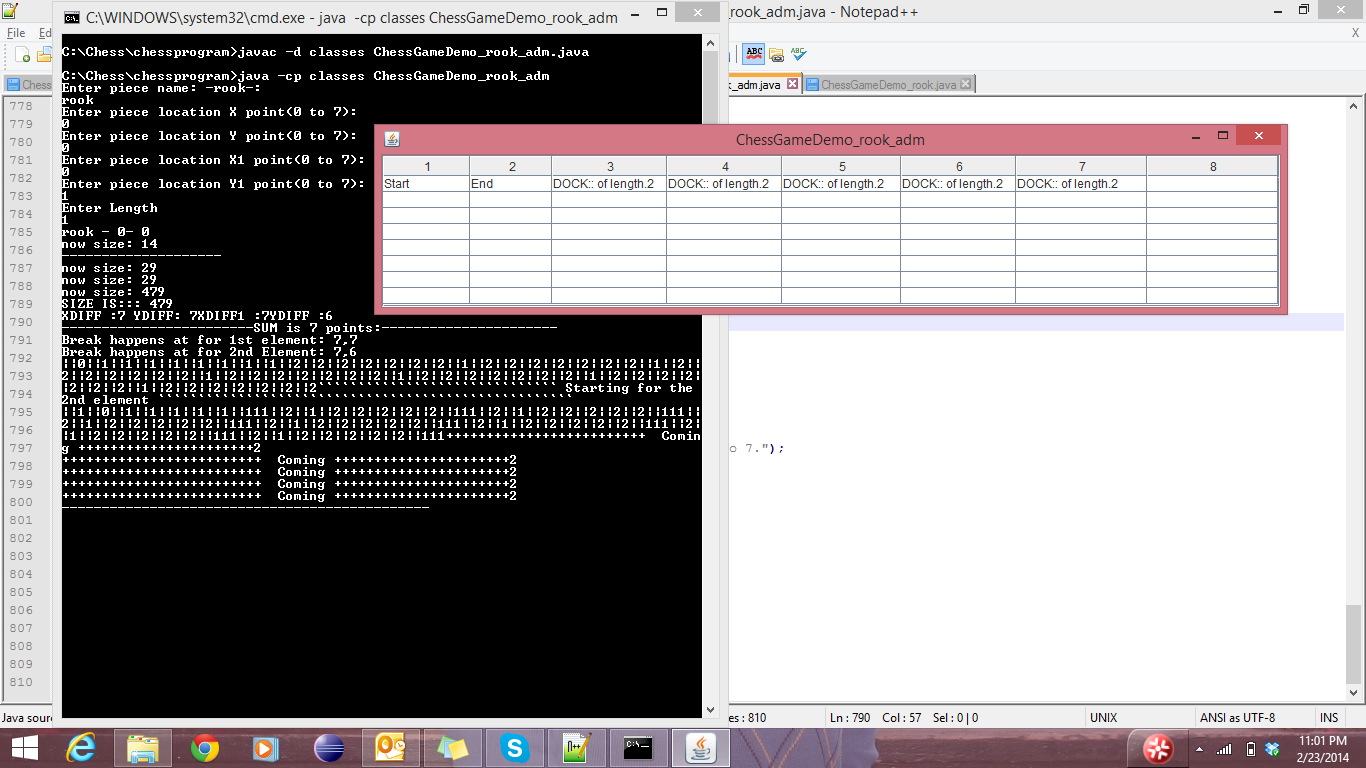 C:\WINDOWS\system32\cmd.exe - java -cp classes ChessGameDemo_rook_adm
rook_adm.java - Notepad++
File Ed
X
Chess
k_adm.java
ChessGameDemo_rook.java
C:\Chess\chessprogram>javac -d classes ChessGameDemo_rook_adm.java
C:\Chess\chessprogram>java -cp classes ChessGameDemo_rook_adm
Enter piece name: -rook-:
rook
Enter piece location X point(0 to 7):
0
Enter piece location Y point(0 to 7):
0
Enter piece location X1 point(0 to 7):
0
Enter piece location Y1 point(0 to 7):
1
Enter Length
1
rook - 0- 0
now size: 14
--------------------
now size: 29
now size: 29
now size: 479
SIZE IS::: 479
XDIFF :7 YDIFF: 7XDIFF1 :7YDIFF :6
------------------------SUM is 7 points:----------------------
Break happens at for 1st element: 7,7
Break happens at for 2nd Element: 7,6
Starting for the
2nd element
Comin
g ++++++++++++++++++++++2
+++++++++++++++++++++++++ Coming ++++++++++++++++++++++2
+++++++++++++++++++++++++ Coming ++++++++++++++++++++++2
+++++++++++++++++++++++++ Coming ++++++++++++++++++++++2
+++++++++++++++++++++++++ Coming ++++++++++++++++++++++2
----------------------------------------------
ChessGameDemo_rook_adm
1 2 3 4 5 6 7 8
Start End DOCK:: of length.2 DOCK:: of length.2 DOCK:: of length.2 DOCK:: of length.2 DOCK:: of length.2
778
779
780
781
782
783
784
785
786
787
788
789
790
791
792
793
794
795
796
797
o 7.");
798
799
800
801
802
803
804
805
806
807
808
809
810
Java sour
es : 810 Ln : 790 Col : 57 Sel : 0 | 0 UNIX ANSI as UTF-8 INS
11:01 PM
2/23/2014